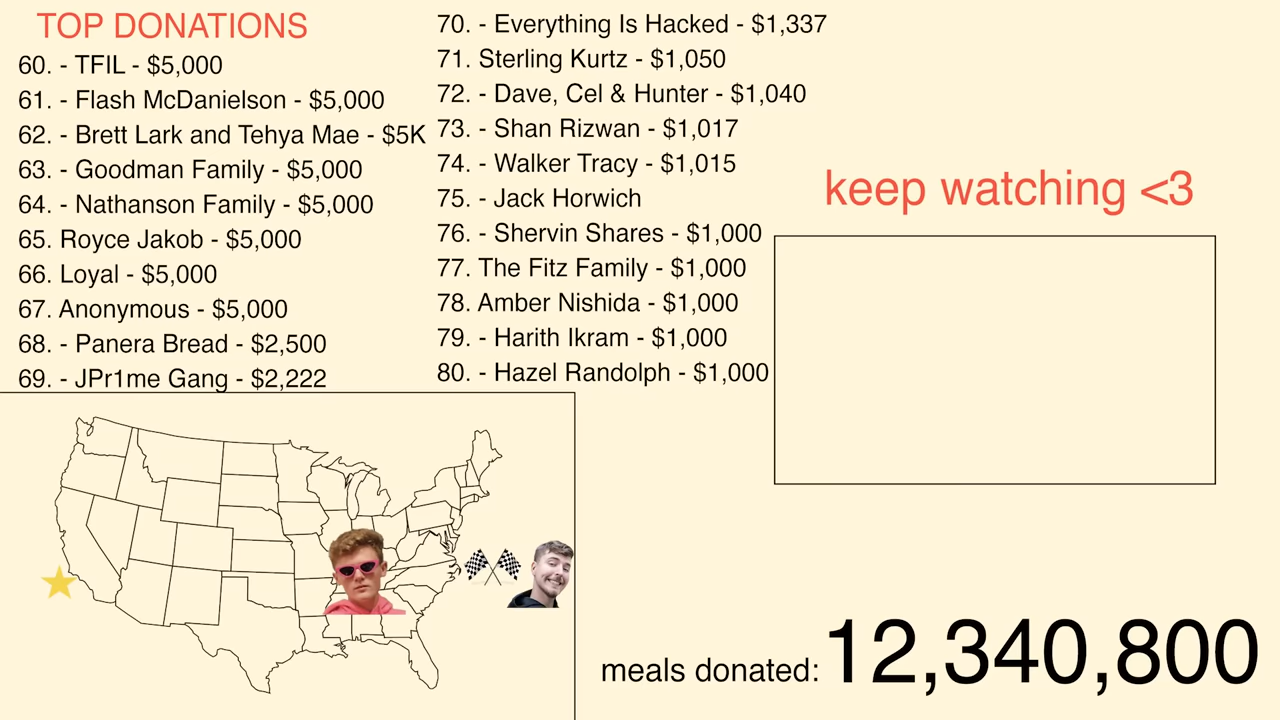 TOP DONATIONS
60. - TFIL - $5,000
61. - Flash McDanielson - $5,000
62. - Brett Lark and Tehya Mae - $5K
63. - Goodman Family - $5,000
64. - Nathanson Family - $5,000
65. Royce Jakob - $5,000
66. Loyal - $5,000
67. Anonymous - $5,000
68. - Panera Bread - $2,500
69. - JPr1me Gang - $2,222
70. - Everything Is Hacked - $1,337
71. Sterling Kurtz - $1,050
72. - Dave, Cel & Hunter - $1,040
73. - Shan Rizwan - $1,017
74. - Walker Tracy - $1,015
75. - Jack Horwich
76. - Shervin Shares - $1,000
77. The Fitz Family - $1,000
78. Amber Nishida - $1,000
79. - Harith Ikram - $1,000
80. - Hazel Randolph - $1,000
keep watching <3
meals donated: 12,340,800